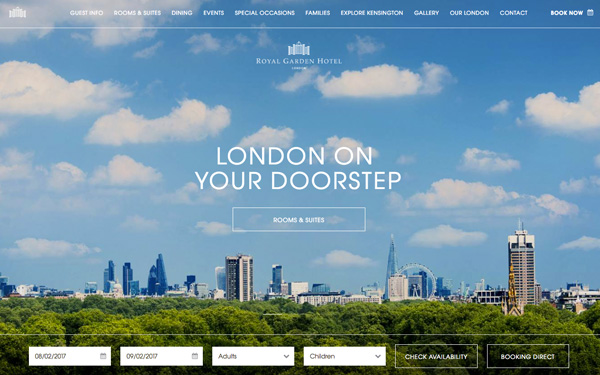 GUEST INFO ROOMS & SUITES DINING EVENTS SPECIAL OCCASIONS FAMILIES EXPLORE KENSINGTON GALLERY OUR LONDON CONTACT BOOK NOW
ROYAL GARDEN HOTEL
LONDON
LONDON ON
YOUR DOORSTEP
ROOMS & SUITES
08/02/2017 09/02/2017 Adults Children CHECK AVAILABILITY BOOKING DIRECT